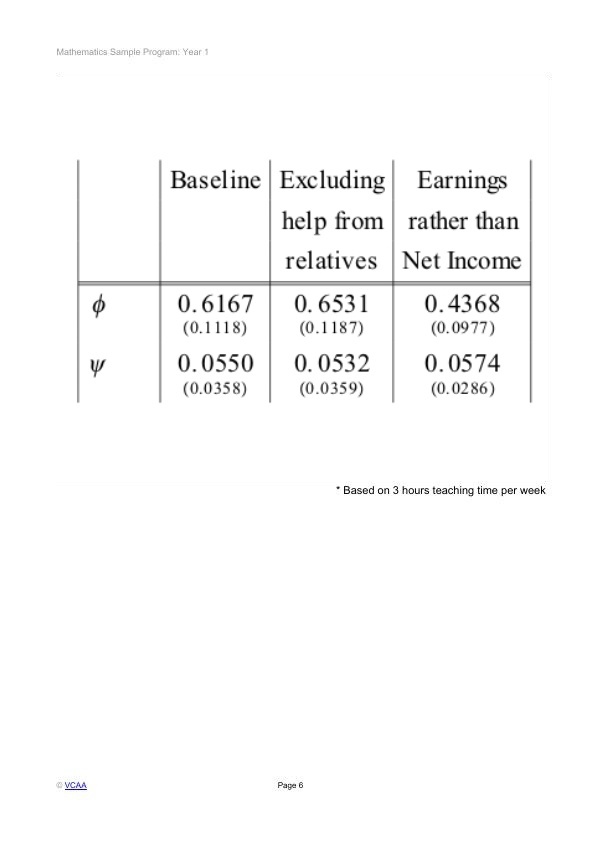 Mathematics Sample Program: Year 1
Baseline Excluding help from relatives Earnings rather than Net Income
ϕ 0.6167 0.6531 0.4368
(0.1118) (0.1187) (0.0977)
ψ 0.0550 0.0532 0.0574
(0.0358) (0.0359) (0.0286)
* Based on 3 hours teaching time per week
© VCAA Page 6